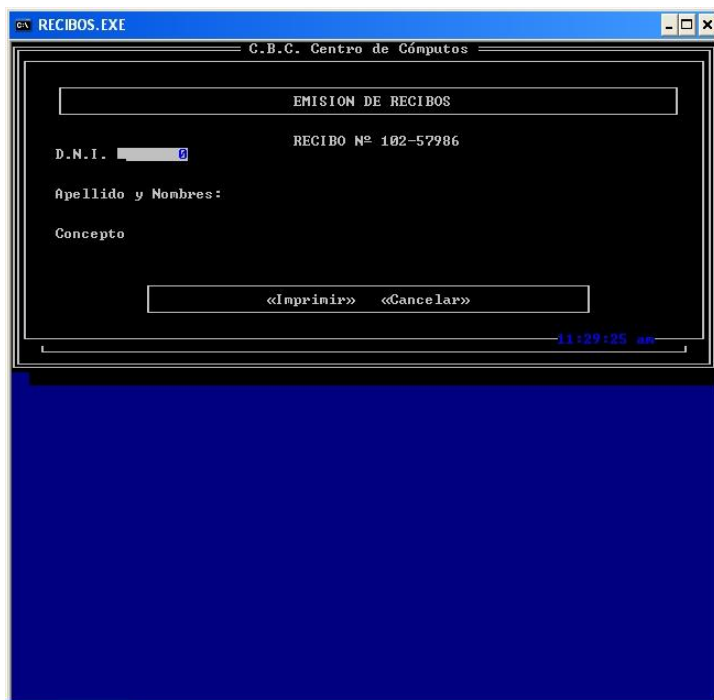 RECIBOS.EXE
C.B.C. Centro de Cómputos
EMISION DE RECIBOS
RECIBO Nº 102-57986
D.N.I. 0
Apellido y Nombres:
Concepto
«Imprimir» «Cancelar»
11:29:25 am